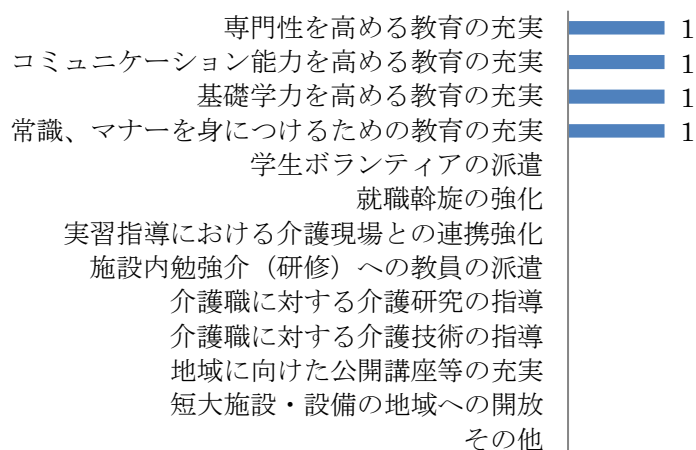 専門性を高める教育の充実 1
コミュニケーション能力を高める教育の充実 1
基礎学力を高める教育の充実 1
常識、マナーを身につけるための教育の充実 1
学生ボランティアの派遣
就職斡旋の強化
実習指導における介護現場との連携強化
施設内勉強介（研修）への教員の派遣
介護職に対する介護研究の指導
介護職に対する介護技術の指導
地域に向けた公開講座等の充実
短大施設・設備の地域への開放
その他